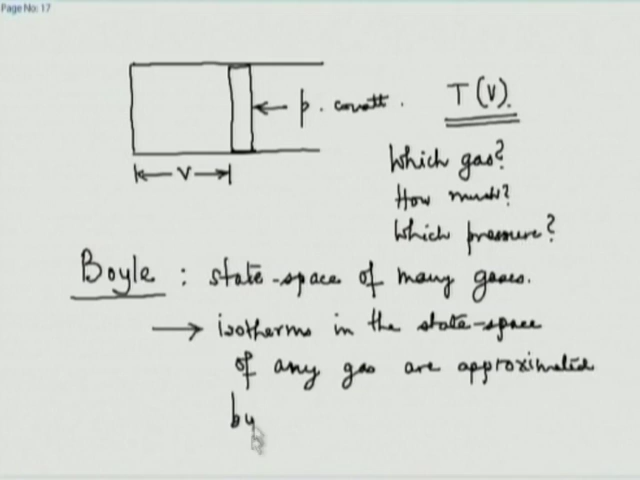 Page No: 17
p. constt.
T(V).
V
Which gas?
How much?
Which pressure?
Boyle : state-space of many gases.
→ isotherms in the state-space
of any gas are approximated
by